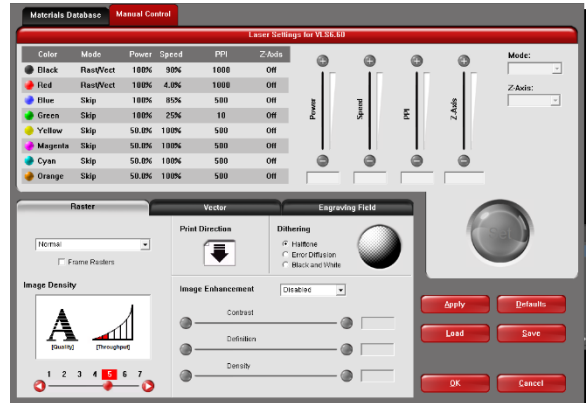 Materials Database Manual Control
Laser Settings for VLS6.60
Color Mode Power Speed PPI Z-Axis
Black Rast/Vect 100% 90% 1000 Off
Red Rast/Vect 100% 4.0% 1000 Off
Blue Skip 100% 85% 500 Off
Green Skip 100% 25% 10 Off
Yellow Skip 50.0% 100% 500 Off
Magenta Skip 50.0% 100% 500 Off
Cyan Skip 50.0% 100% 500 Off
Orange Skip 50.0% 100% 500 Off
Power
Speed
PPI
Z-Axis
Mode:
Z-Axis:
Raster Vector Engraving Field
Normal
Frame Rasters
Print Direction
Dithering
Halftone
Error Diffusion
Black and White
Image Density
A
[Quality] [Throughput]
1 2 3 4 5 6 7
Image Enhancement Disabled
Contrast
Definition
Density
Apply Defaults
Load Save
OK Cancel